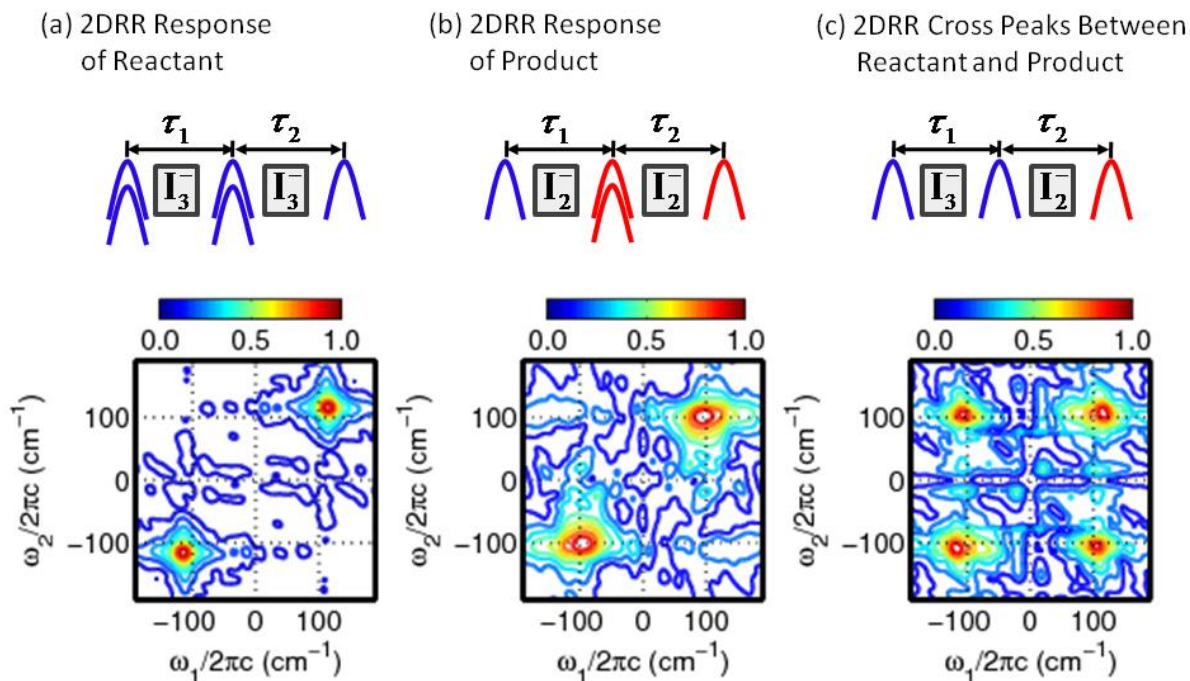 (a) 2DRR Response
of Reactant
(b) 2DRR Response
of Product
(c) 2DRR Cross Peaks Between
Reactant and Product
τ₁ τ₂
I₃⁻ I₃⁻
τ₁ τ₂
I₂⁻ I₂⁻
τ₁ τ₂
I₃⁻ I₂⁻
0.0 0.5 1.0
0.0 0.5 1.0
0.0 0.5 1.0
ω₂/2πc (cm⁻¹)
100
0
−100
−100 0 100
ω₁/2πc (cm⁻¹)
ω₂/2πc (cm⁻¹)
100
0
−100
−100 0 100
ω₁/2πc (cm⁻¹)
ω₂/2πc (cm⁻¹)
100
0
−100
−100 0 100
ω₁/2πc (cm⁻¹)